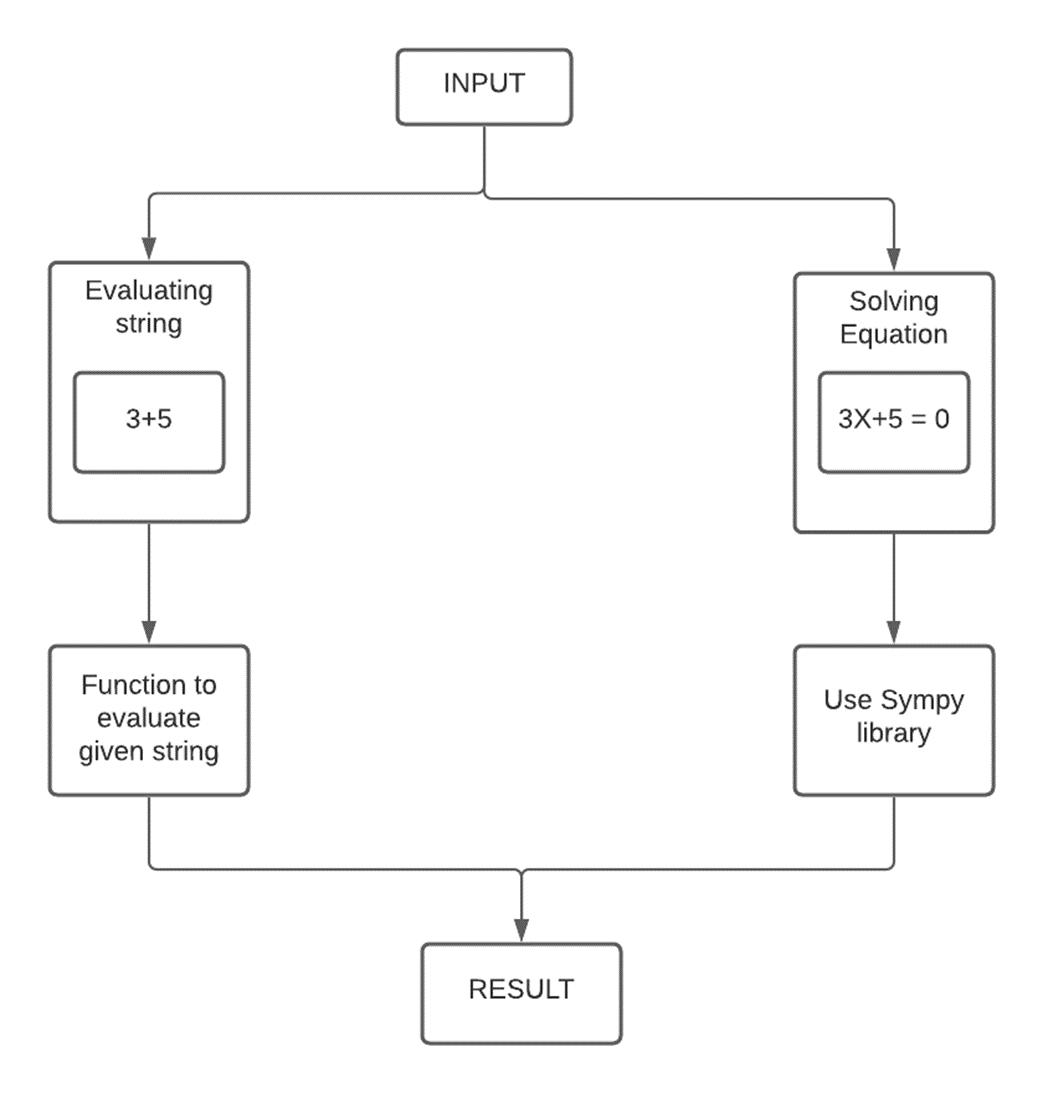 INPUT
Evaluating
string
3+5
Solving
Equation
3X+5 = 0
Function to
evaluate
given string
Use Sympy
library
RESULT